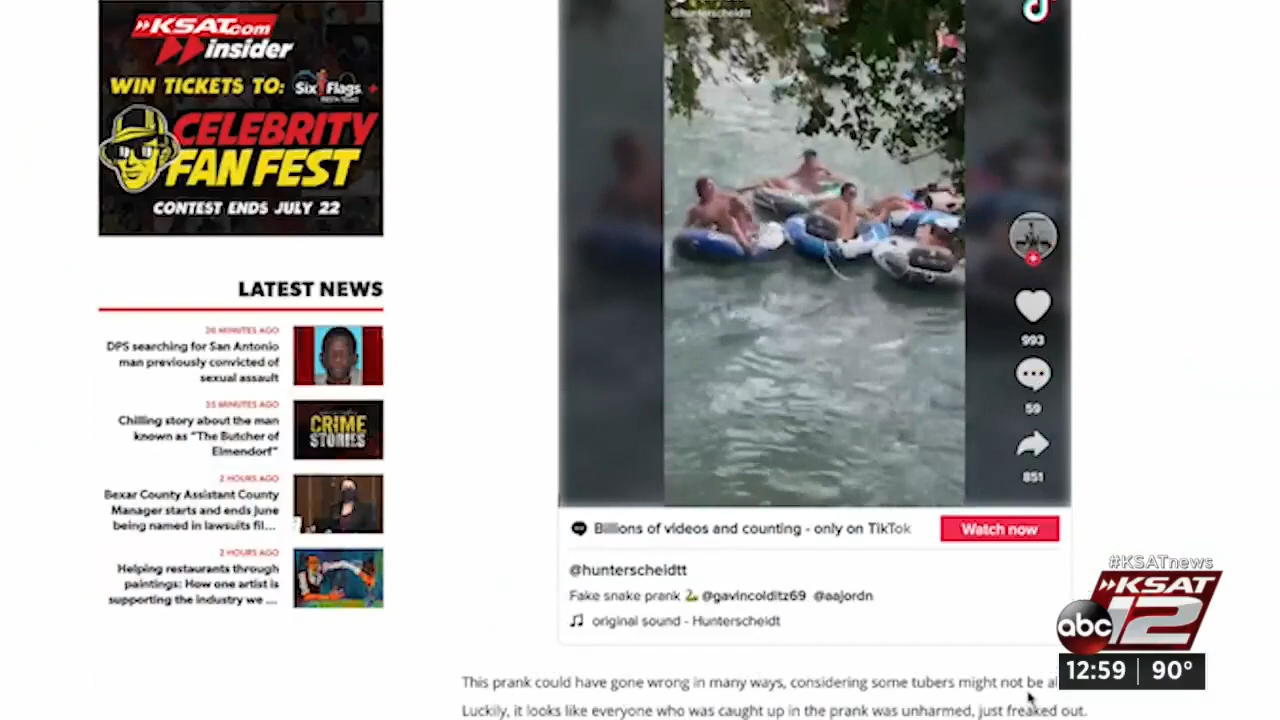 KSAT.com
insider
WIN TICKETS TO: Six Flags
CELEBRITY
FAN FEST
CONTEST ENDS JULY 22
LATEST NEWS
26 MINUTES AGO
DPS searching for San Antonio
man previously convicted of
sexual assault
35 MINUTES AGO
Chilling story about the man
known as “The Butcher of
Elmendorf”
CRIME
STORIES
2 HOURS AGO
Bexar County Assistant County
Manager starts and ends June
being named in lawsuits fil...
2 HOURS AGO
Helping restaurants through
paintings: How one artist is
supporting the industry we ...
@hunterscheidtt
993
59
851
Billions of videos and counting - only on TikTok
Watch now
@hunterscheidtt
Fake snake prank 🐍 @gavincolditz69 @aajordn
original sound - Hunterscheidt
This prank could have gone wrong in many ways, considering some tubers might not be
Luckily, it looks like everyone who was caught up in the prank was unharmed, just freaked out.
#KSATnews
KSAT
abc 12
12:59 90°